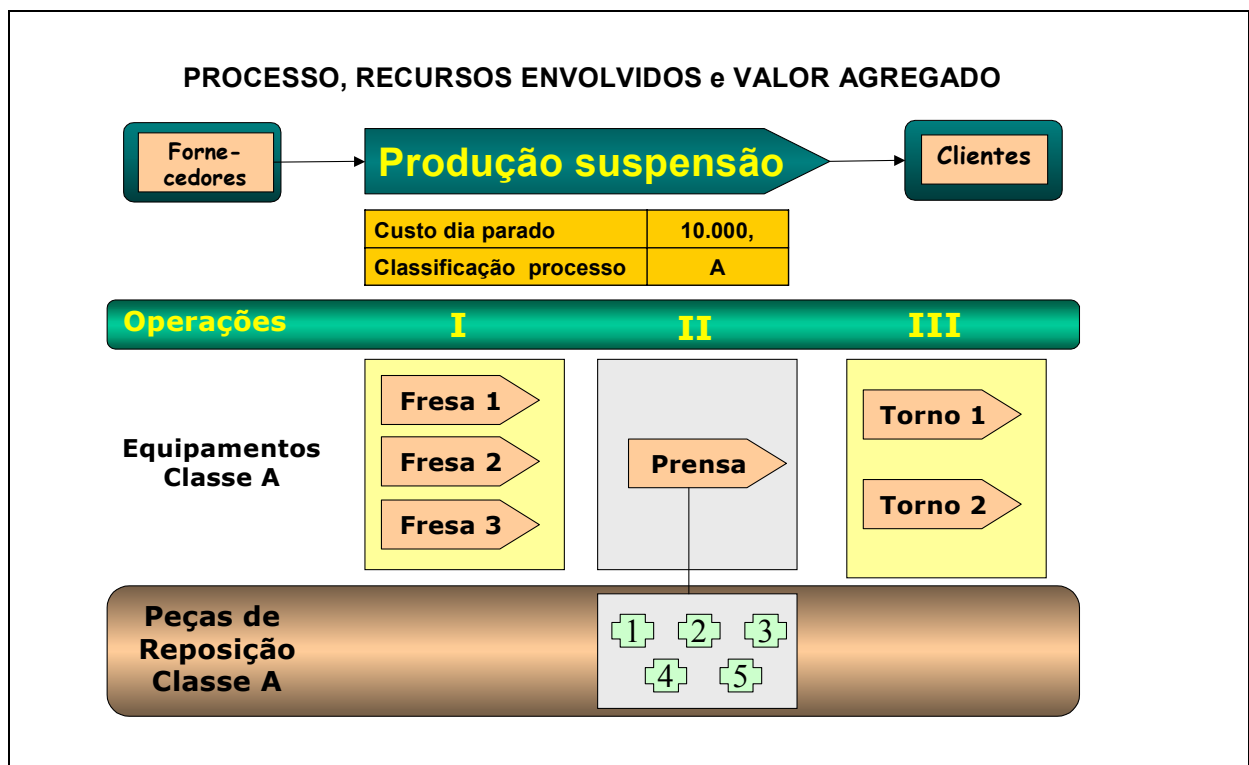 PROCESSO, RECURSOS ENVOLVIDOS e VALOR AGREGADO
Forne-
cedores
Produção suspensão
Clientes
Custo dia parado 10.000,
Classificação processo A
Operações I II III
Equipamentos
Classe A
Fresa 1
Fresa 2
Fresa 3
Prensa
Torno 1
Torno 2
Peças de
Reposição
Classe A
1 2 3
4 5